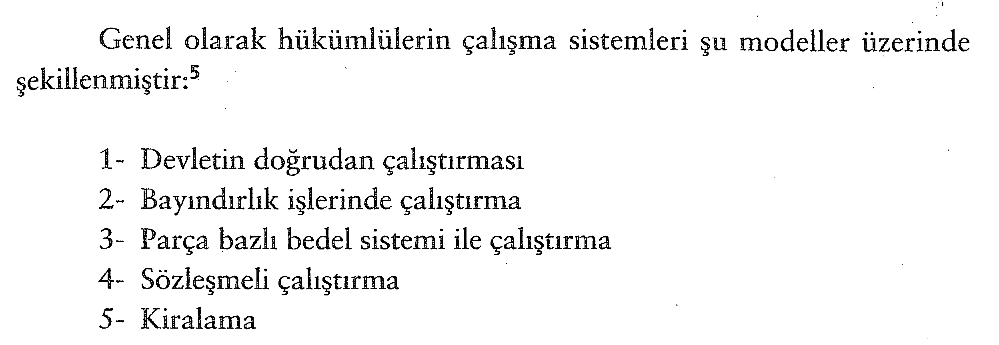 Genel olarak hükümlülerin çalışma sistemleri şu modeller üzerinde
şekillenmiştir:⁵
1- Devletin doğrudan çalıştırması
2- Bayındırlık işlerinde çalıştırma
3- Parça bazlı bedel sistemi ile çalıştırma
4- Sözleşmeli çalıştırma
5- Kiralama